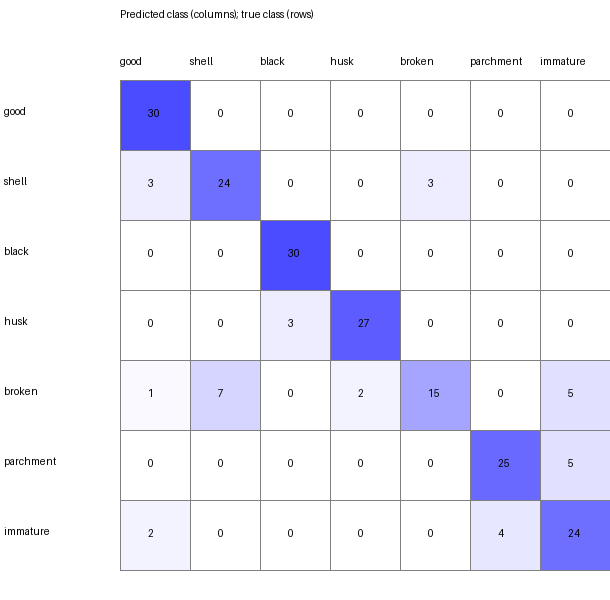 Predicted class (columns); true class (rows)
good shell black husk broken parchment immature
good 30 0 0 0 0 0 0
shell 3 24 0 0 3 0 0
black 0 0 30 0 0 0 0
husk 0 0 3 27 0 0 0
broken 1 7 0 2 15 0 5
parchment 0 0 0 0 0 25 5
immature 2 0 0 0 0 4 24